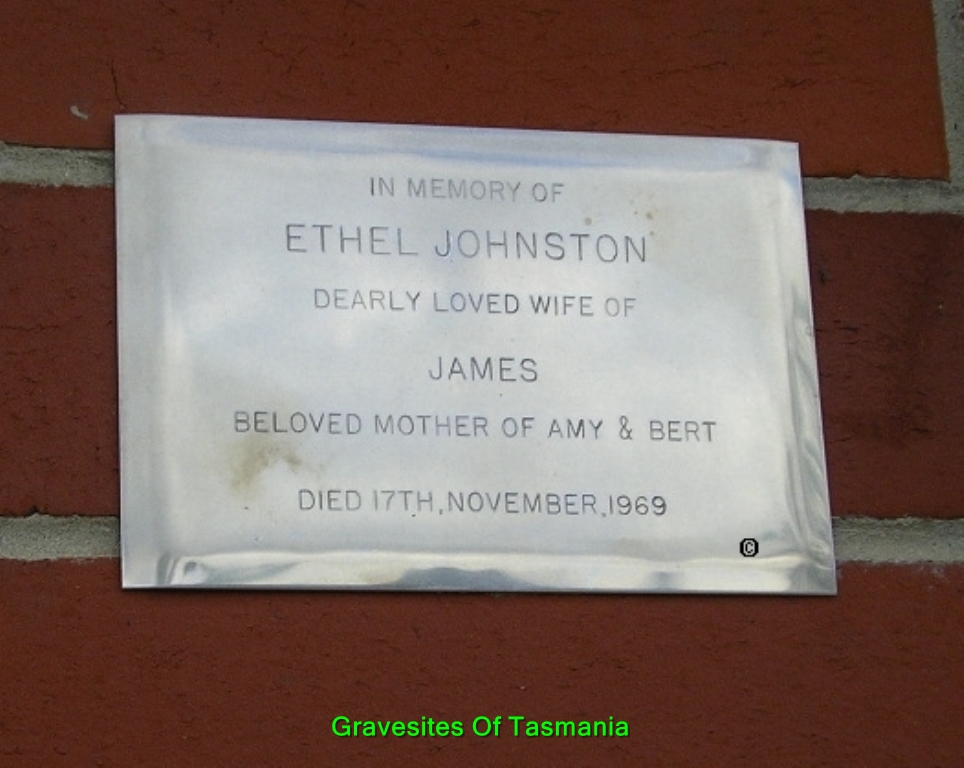 IN MEMORY OF
ETHEL JOHNSTON
DEARLY LOVED WIFE OF
JAMES
BELOVED MOTHER OF AMY & BERT
DIED 17TH,NOVEMBER,1969
©
Gravesites Of Tasmania